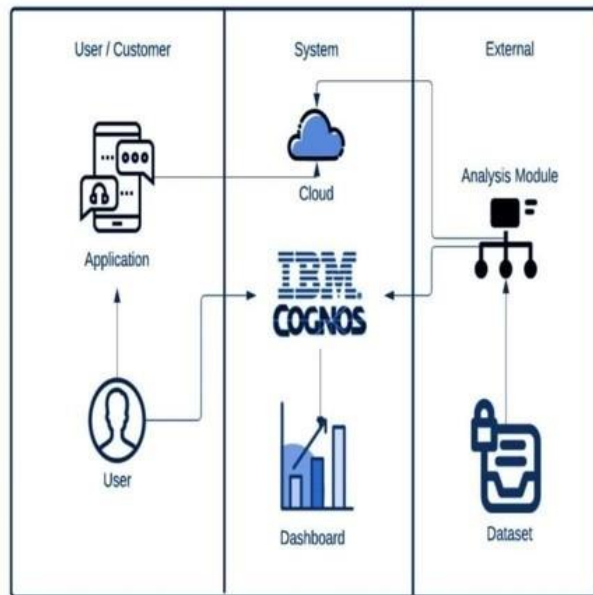 User / Customer
System
External
Cloud
Analysis Module
Application
IBM.
COGNOS
User
Dashboard
Dataset